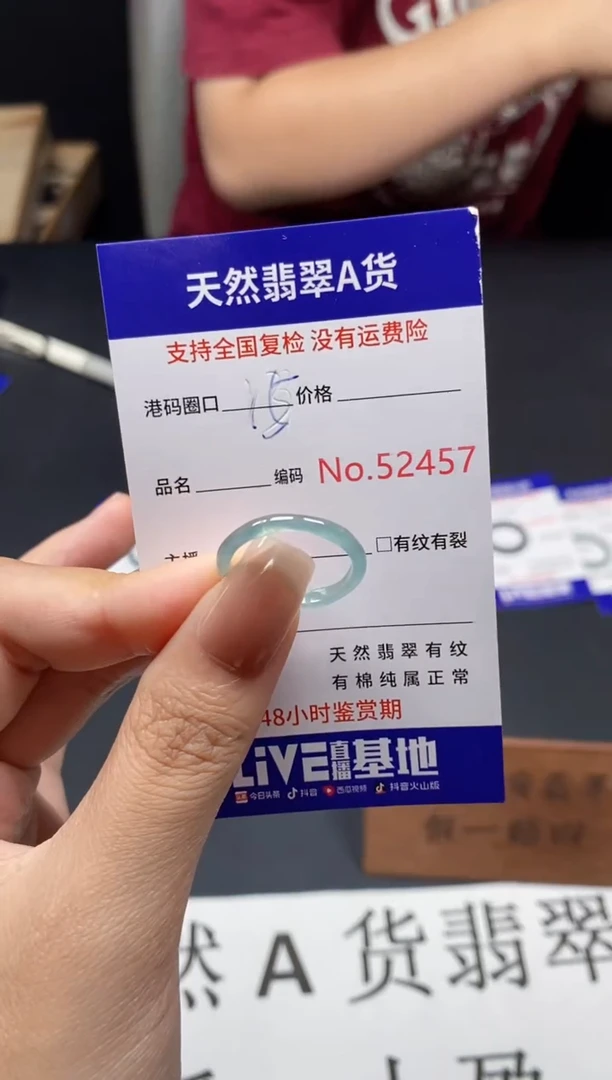 天然翡翠A货
支持全国复检 没有运费险
港码圈口 15 价格
品名 编码 No.52457
□有纹有裂
天然翡翠有纹
有棉纯属正常
48小时鉴赏期
LIVE直播基地
今日头条 抖音 西瓜视频 抖音火山版
然 A 货翡翠